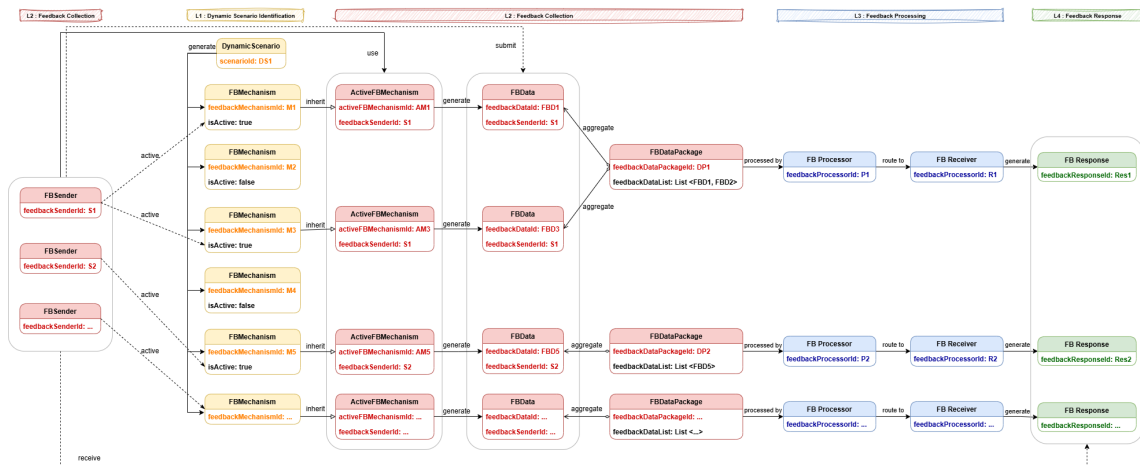 L2 : Feedback Collection
L1 : Dynamic Scenario Identification
L2 : Feedback Collection
L3 : Feedback Processing
L4 : Feedback Response
generate
DynamicScenario
scenarioId: DS1
use
submit
FBMechanism
feedbackMechanismId: M1
isActive: true
inherit
ActiveFBMechanism
activeFBMechanismId: AM1
feedbackSenderId: S1
generate
FBData
feedbackDataId: FBD1
feedbackSenderId: S1
aggregate
active
FBMechanism
feedbackMechanismId: M2
isActive: false
FBDataPackage
feedbackDataPackageId: DP1
feedbackDataList: List <FBD1, FBD2>
processed by
FB Processor
feedbackProcessorId: P1
route to
FB Receiver
feedbackProcessorId: R1
generate
FB Response
feedbackResponseId: Res1
FBSender
feedbackSenderId: S1
active
aggregate
FBMechanism
feedbackMechanismId: M3
isActive: true
inherit
ActiveFBMechanism
activeFBMechanismId: AM3
feedbackSenderId: S1
generate
FBData
feedbackDataId: FBD3
feedbackSenderId: S1
FBSender
feedbackSenderId: S2
active
FBMechanism
feedbackMechanismId: M4
isActive: false
FBSender
feedbackSenderId: ...
active
FBMechanism
feedbackMechanismId: M5
isActive: true
inherit
ActiveFBMechanism
activeFBMechanismId: AM5
feedbackSenderId: S2
generate
FBData
feedbackDataId: FBD5
feedbackSenderId: S2
aggregate
FBDataPackage
feedbackDataPackageId: DP2
feedbackDataList: List <FBD5>
processed by
FB Processor
feedbackProcessorId: P2
route to
FB Receiver
feedbackProcessorId: R2
generate
FB Response
feedbackResponseId: Res2
FBMechanism
feedbackMechanismId: ...
inherit
ActiveFBMechanism
activeFBMechanismId: ...
feedbackSenderId: ...
generate
FBData
feedbackDataId: ...
feedbackSenderId: ...
aggregate
FBDataPackage
feedbackDataPackageId: ...
feedbackDataList: List <...>
processed by
FB Processor
feedbackProcessorId: ...
route to
FB Receiver
feedbackProcessorId: ...
generate
FB Response
feedbackResponseId: ...
receive